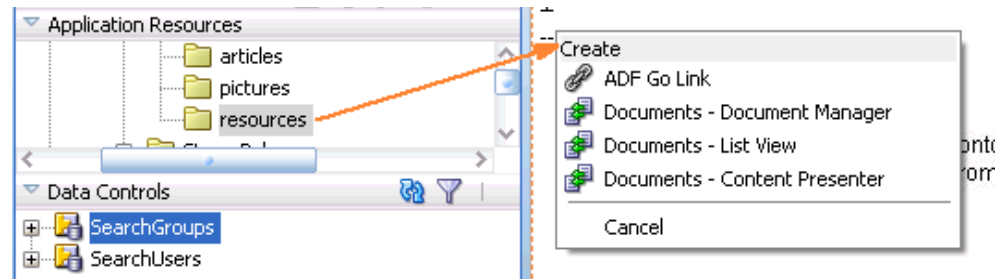 Application Resources
articles
pictures
resources
Data Controls
SearchGroups
SearchUsers
Create
ADF Go Link
Documents - Document Manager
Documents - List View
Documents - Content Presenter
Cancel